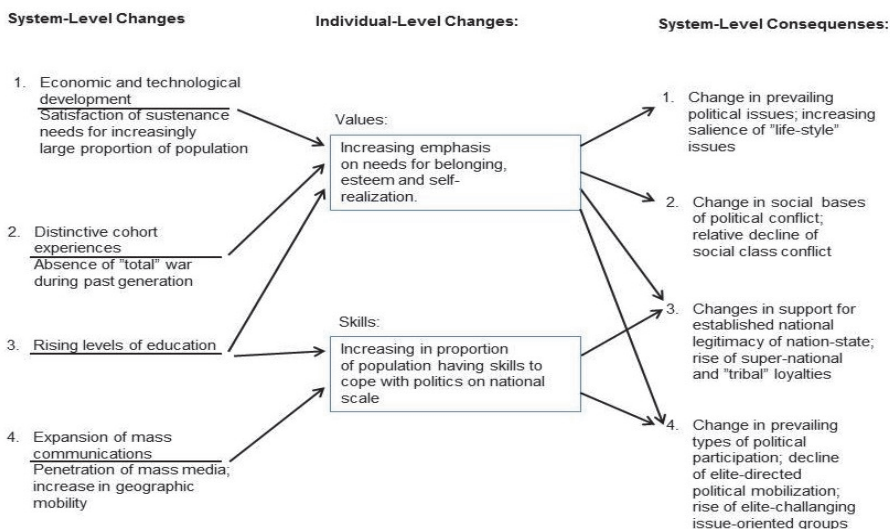 System-Level Changes
Individual-Level Changes:
System-Level Consequenses:
1. Economic and technological
development
Satisfaction of sustenance
needs for increasingly
large proportion of population
2. Distinctive cohort
experiences
Absence of ”total” war
during past generation
3. Rising levels of education
4. Expansion of mass
communications
Penetration of mass media;
increase in geographic
mobility
Values:
Increasing emphasis
on needs for belonging,
esteem and self-
realization.
Skills:
Increasing in proportion
of population having skills to
cope with politics on national
scale
1. Change in prevailing
political issues; increasing
salience of ”life-style”
issues
2. Change in social bases
of political conflict;
relative decline of
social class conflict
3. Changes in support for
established national
legitimacy of nation-state;
rise of super-national
and ”tribal” loyalties
4. Change in prevailing
types of political
participation; decline
of elite-directed
political mobilization;
rise of elite-challanging
issue-oriented groups